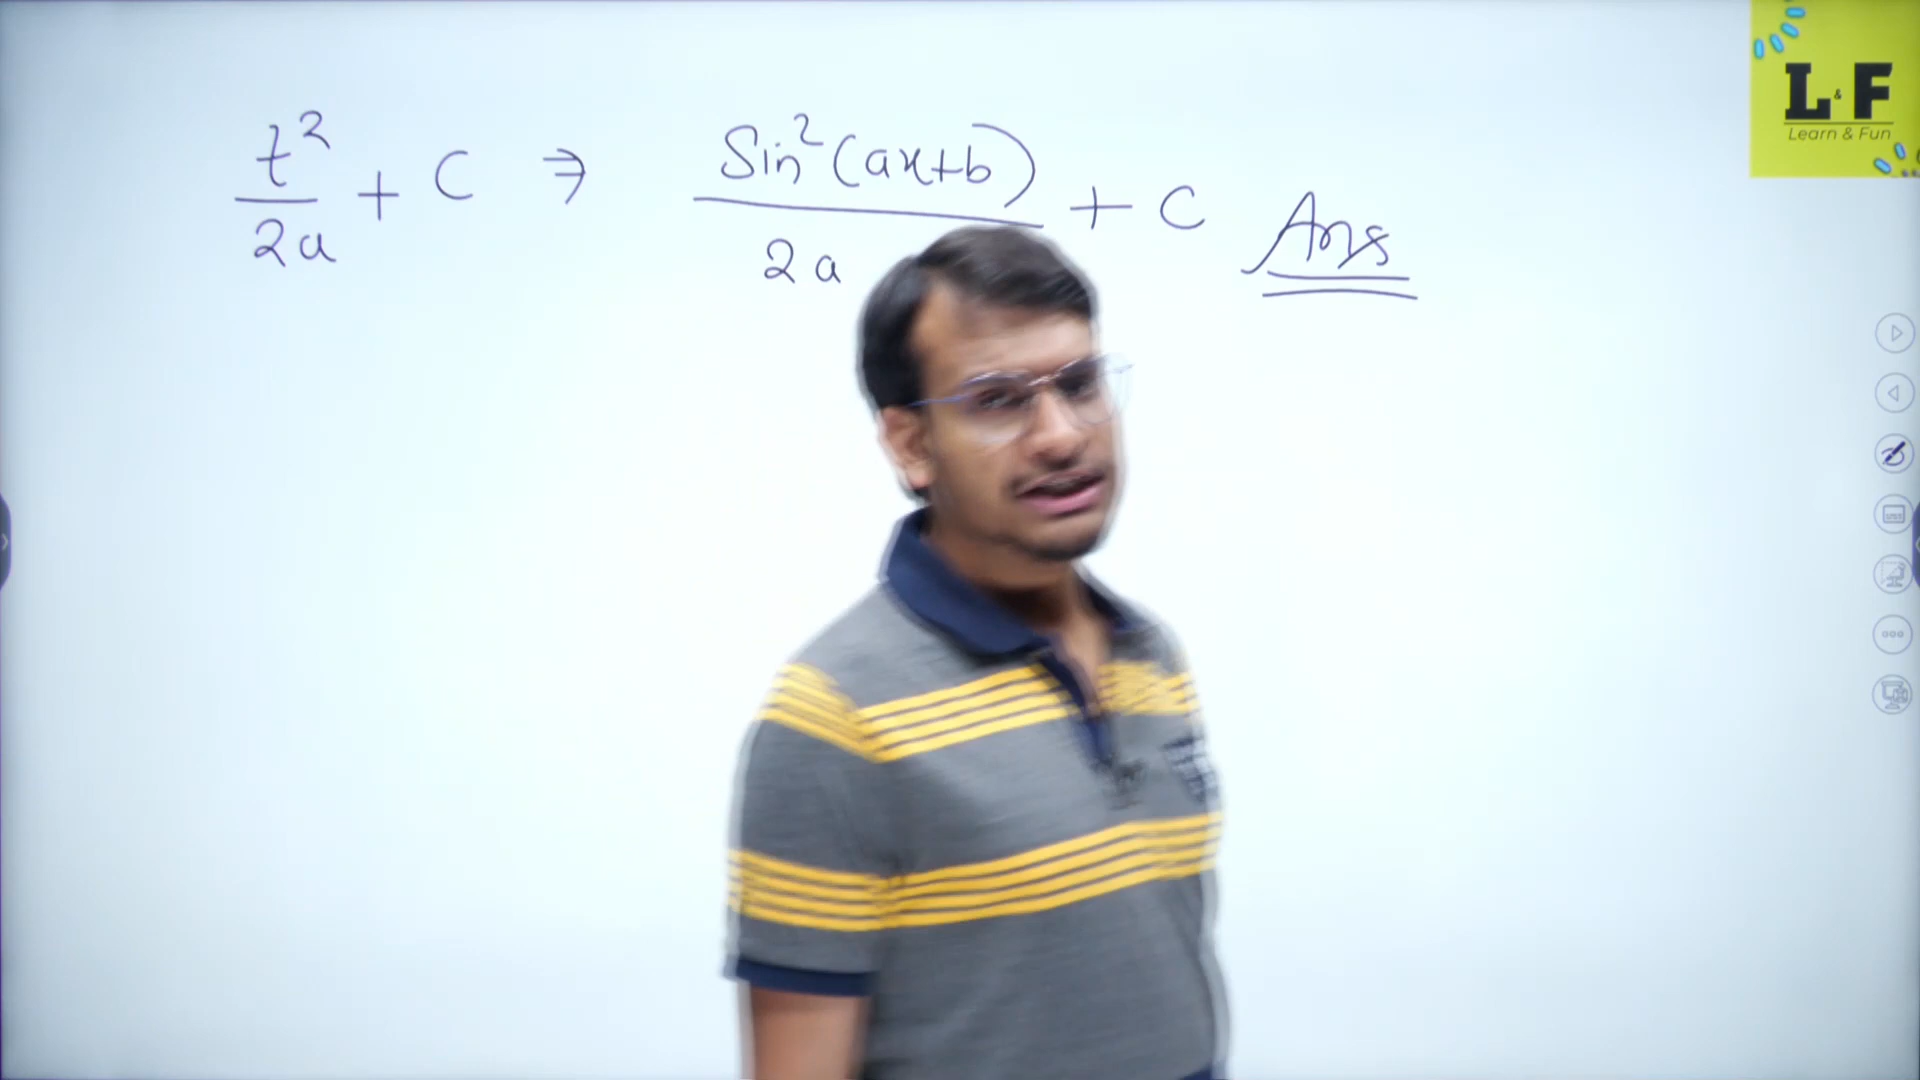 t²/2a + C ⇒ Sin²(ax+b)/2a + C Ans
L & F
Learn & Fun